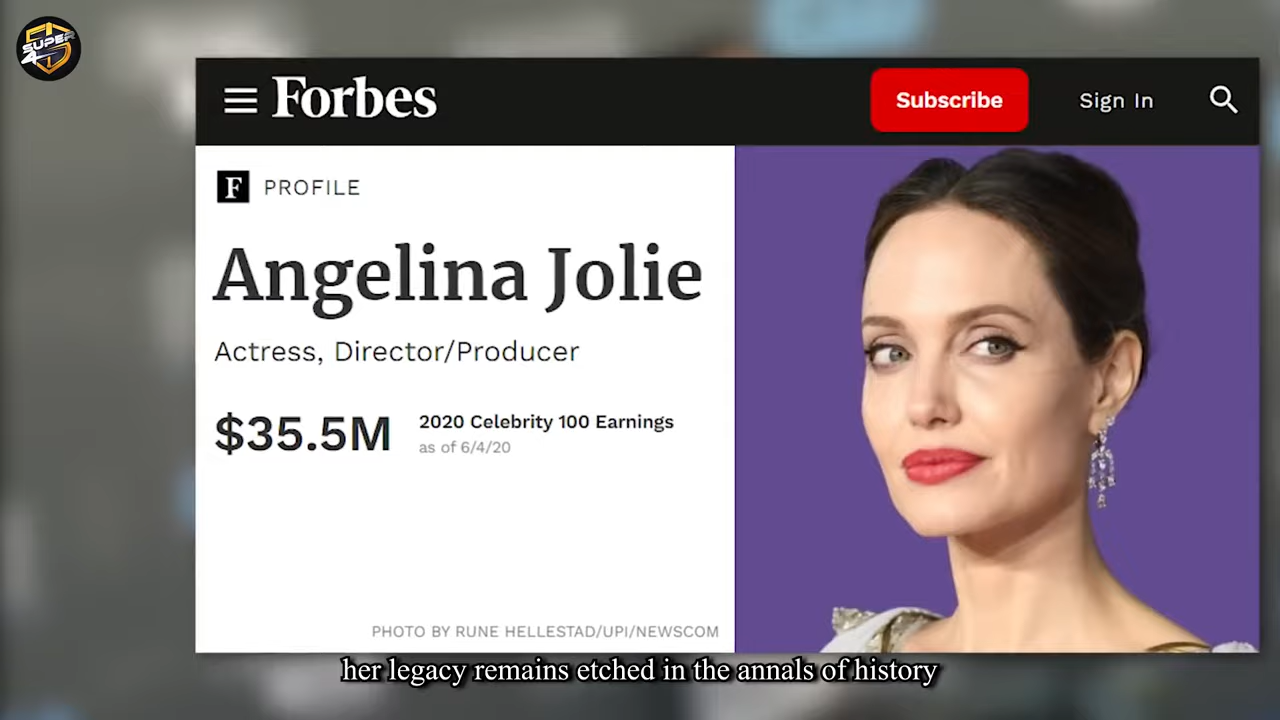 SUPER
4
Forbes
Subscribe
Sign In
F PROFILE
Angelina Jolie
Actress, Director/Producer
$35.5M
2020 Celebrity 100 Earnings
as of 6/4/20
PHOTO BY RUNE HELLESTAD/UPI/NEWSCOM
her legacy remains etched in the annals of history